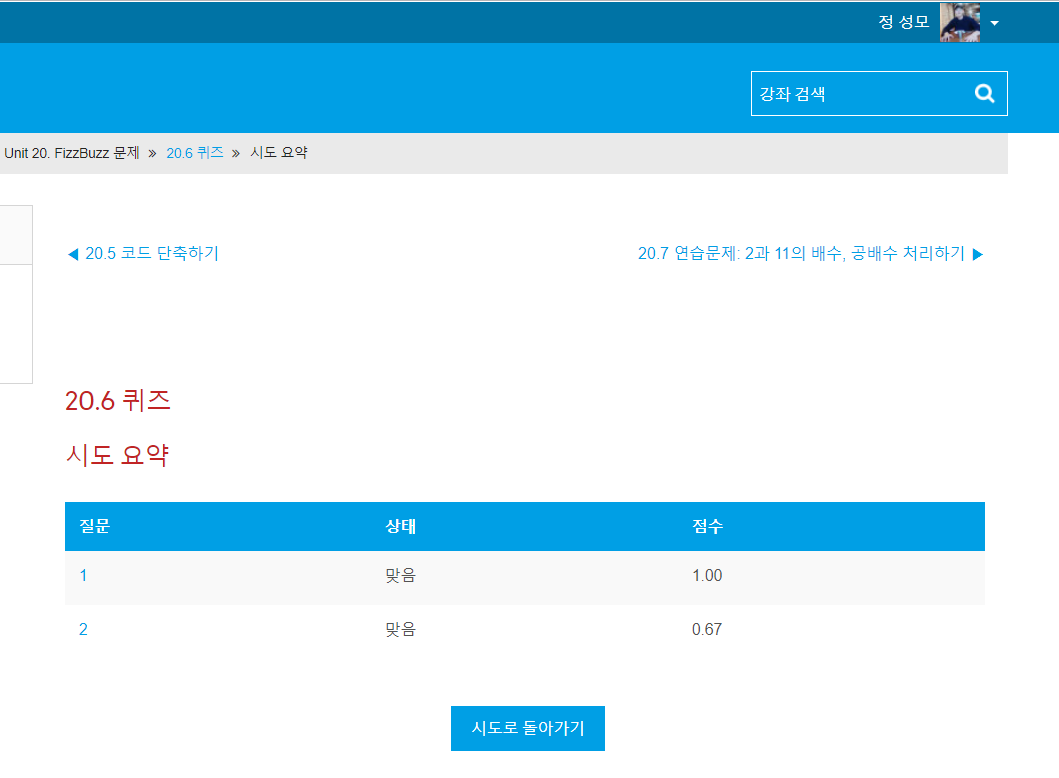 정 성모
강좌 검색
Unit 20. FizzBuzz 문제 » 20.6 퀴즈 » 시도 요약
◀ 20.5 코드 단축하기
20.7 연습문제: 2과 11의 배수, 공배수 처리하기 ▶
20.6 퀴즈
시도 요약
질문 상태 점수
1 맞음 1.00
2 맞음 0.67
시도로 돌아가기